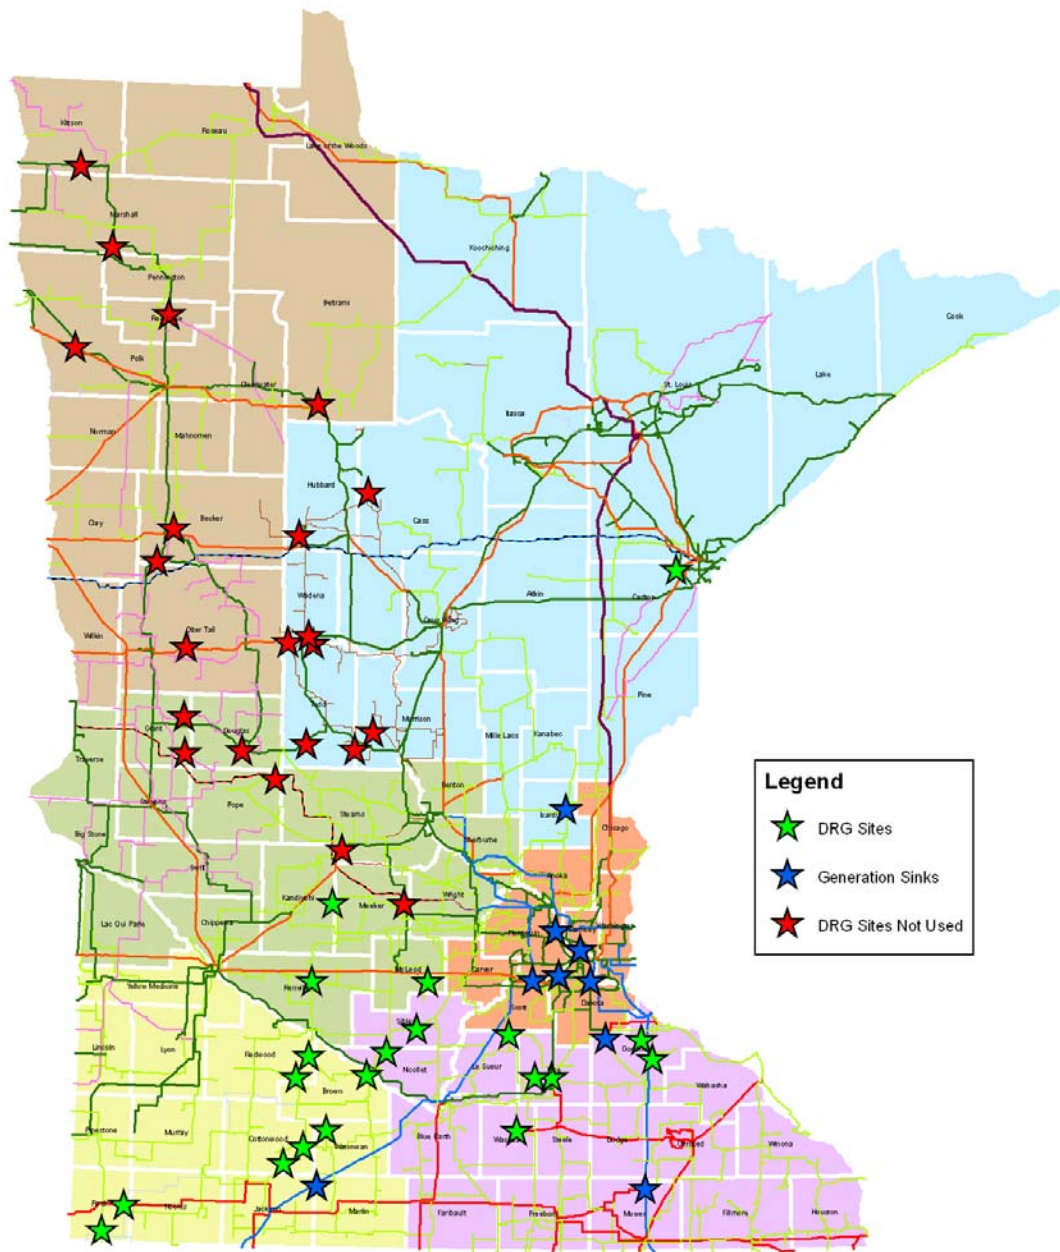 Kittson
Roseau
Lake of the Woods
Marshall
Koochiching
Pennington
Beltrami
Cook
Polk
Clearwater
St. Louis
Lake
Itasca
Norman
Mahnomen
Hubbard
Cass
Clay
Becker
Aitkin
Carlton
Wadena
Crow Wing
Wilkin
Otter Tail
Pine
Todd
Morrison
Grant
Douglas
Mille Lacs
Kanabec
Traverse
Benton
Legend
Pope
Stearns
Isanti
Chisago
Big Stone
Sherburne
DRG Sites
Swift
Anoka
Generation Sinks
Kandiyohi
Meeker
Wright
Lac Qui Parle
Chippewa
Hennepin
Washington
DRG Sites Not Used
McLeod
Carver
Yellow Medicine
Renville
Scott
Dakota
Sibley
Lincoln
Lyon
Redwood
Nicollet
Le Sueur
Goodhue
Brown
Wabasha
Pipestone
Murray
Cottonwood
Watonwan
Blue Earth
Waseca
Steele
Dodge
Olmsted
Winona
Nobles
Jackson
Martin
Faribault
Freeborn
Mower
Fillmore
Houston